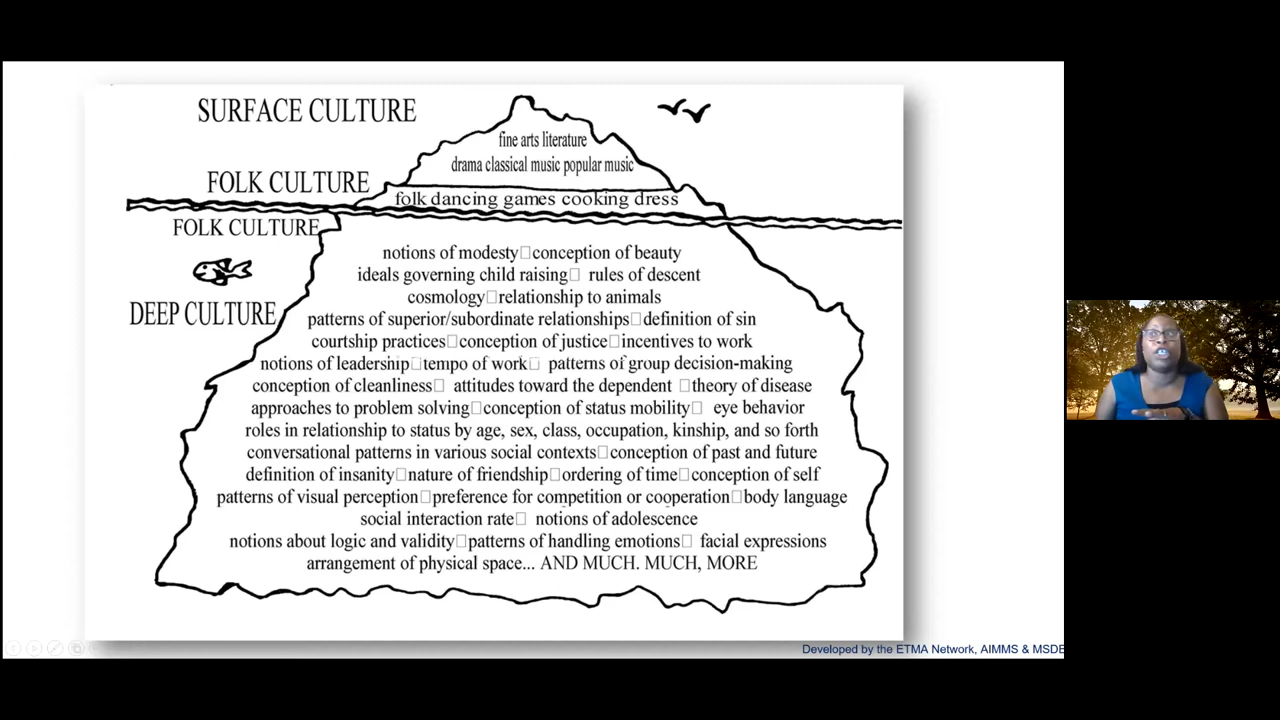 SURFACE CULTURE
fine arts literature
drama classical music popular music
FOLK CULTURE
folk dancing games cooking dress
FOLK CULTURE
notions of modesty□conception of beauty
ideals governing child raising□ rules of descent
cosmology□relationship to animals
DEEP CULTURE
patterns of superior/subordinate relationships□definition of sin
courtship practices□conception of justice□incentives to work
notions of leadership□tempo of work□ patterns of group decision-making
conception of cleanliness□ attitudes toward the dependent □theory of disease
approaches to problem solving□conception of status mobility□ eye behavior
roles in relationship to status by age, sex, class, occupation, kinship, and so forth
conversational patterns in various social contexts□conception of past and future
definition of insanity□nature of friendship□ordering of time□conception of self
patterns of visual perception□preference for competition or cooperation□body language
social interaction rate□ notions of adolescence
notions about logic and validity□patterns of handling emotions□ facial expressions
arrangement of physical space... AND MUCH. MUCH, MORE
Developed by the ETMA Network, AIMMS & MSDE